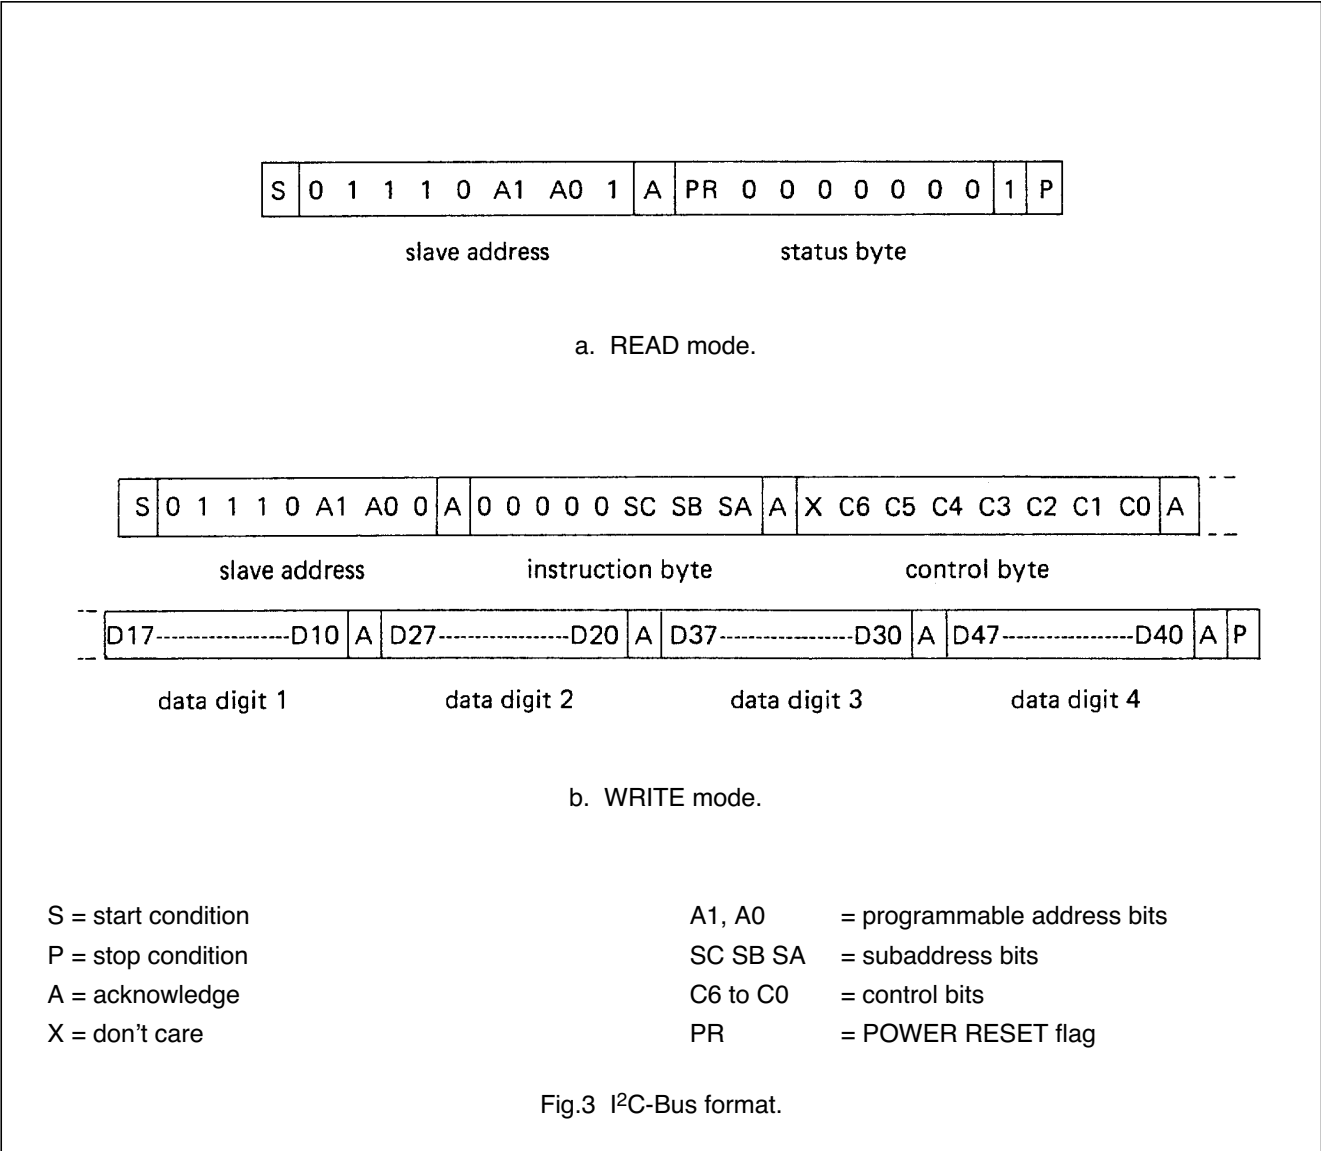 S 0 1 1 1 0 A1 A0 1 A PR 0 0 0 0 0 0 0 1 P
slave address status byte
a. READ mode.
S 0 1 1 1 0 A1 A0 0 A 0 0 0 0 0 SC SB SA A X C6 C5 C4 C3 C2 C1 C0 A
slave address instruction byte control byte
D17------------------D10 A D27------------------D20 A D37------------------D30 A D47------------------D40 A P
data digit 1 data digit 2 data digit 3 data digit 4
b. WRITE mode.
S = start condition A1, A0 = programmable address bits
P = stop condition SC SB SA = subaddress bits
A = acknowledge C6 to C0 = control bits
X = don't care PR = POWER RESET flag
Fig.3 I²C-Bus format.